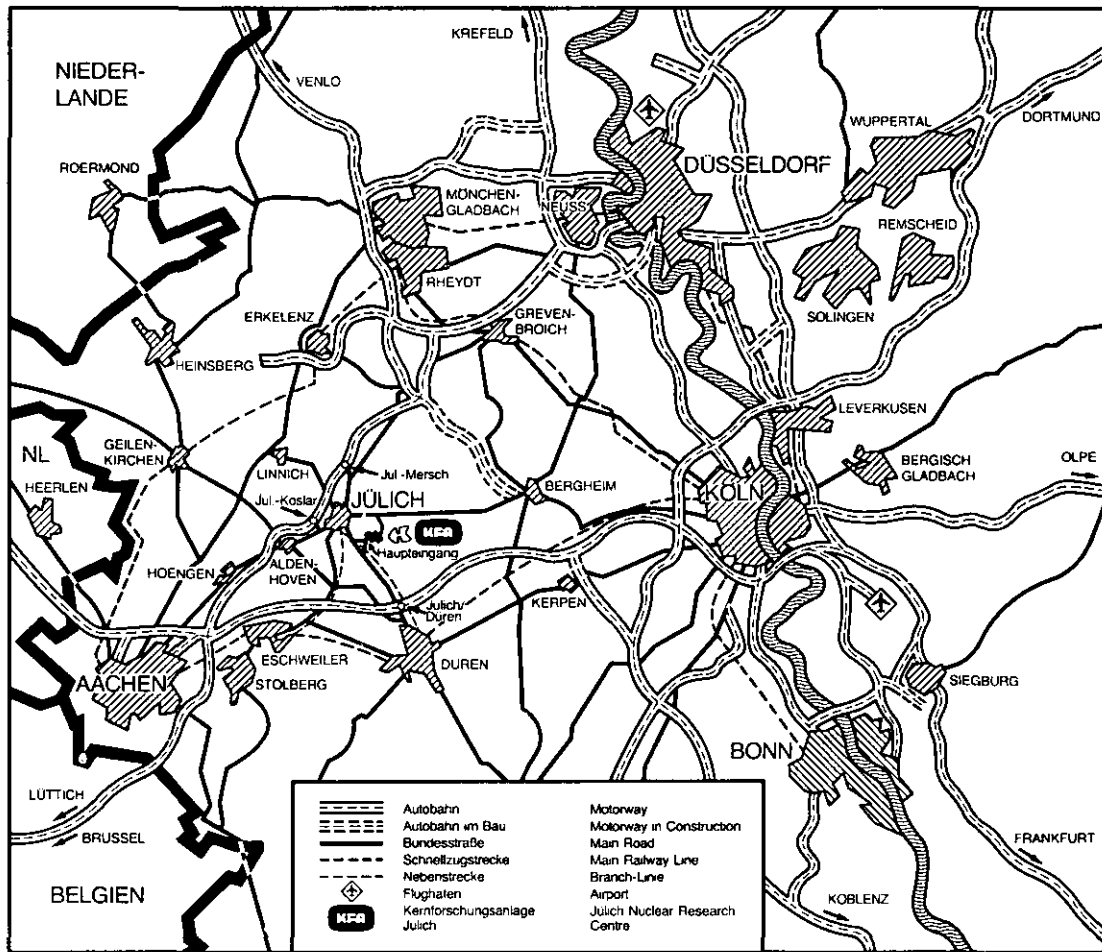 KREFELD
NIEDER-
LANDE
VENLO
DORTMUND
WUPPERTAL
ROERMOND
DÜSSELDORF
MÖNCHEN-
GLADBACH
NEUSS
REMSCHEID
RHEYDT
ERKELENZ
GREVEN-
BROICH
SOLINGEN
HEINSBERG
LEVERKUSEN
NL
GEILEN-
KIRCHEN
LINNICH
Jul.-Mersch
BERGHEIM
KÖLN
BERGISCH
GLADBACH
OLPE
HEERLEN
Jul.-Koslar
JÜLICH
KFA
Haupteingang
HOENGEN
ALDEN-
HOVEN
Julich/
Düren
KERPEN
ESCHWEILER
DUREN
AACHEN
STOLBERG
SIEGBURG
BONN
LÜTTICH
BRUSSEL
BELGIEN
FRANKFURT
KOBLENZ
Autobahn Motorway
Autobahn im Bau Motorway in Construction
Bundesstraße Main Road
Schnellzugstrecke Main Railway Line
Nebenstrecke Branch-Line
Flughafen Airport
KFA Kernforschungsanlage Jülich Nuclear Research
Julich Centre